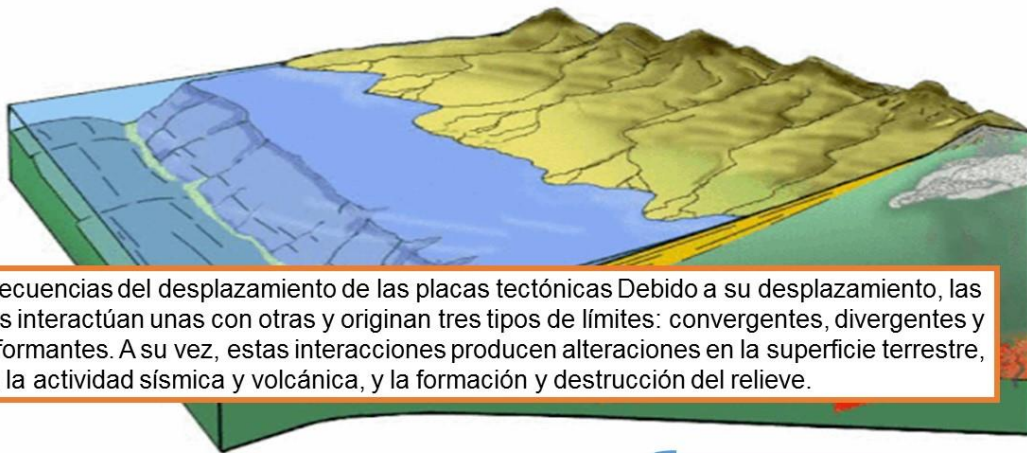 ecuencias del desplazamiento de las placas tectónicas Debido a su desplazamiento, las
s interactúan unas con otras y originan tres tipos de límites: convergentes, divergentes y
formantes. A su vez, estas interacciones producen alteraciones en la superficie terrestre,
la actividad sísmica y volcánica, y la formación y destrucción del relieve.